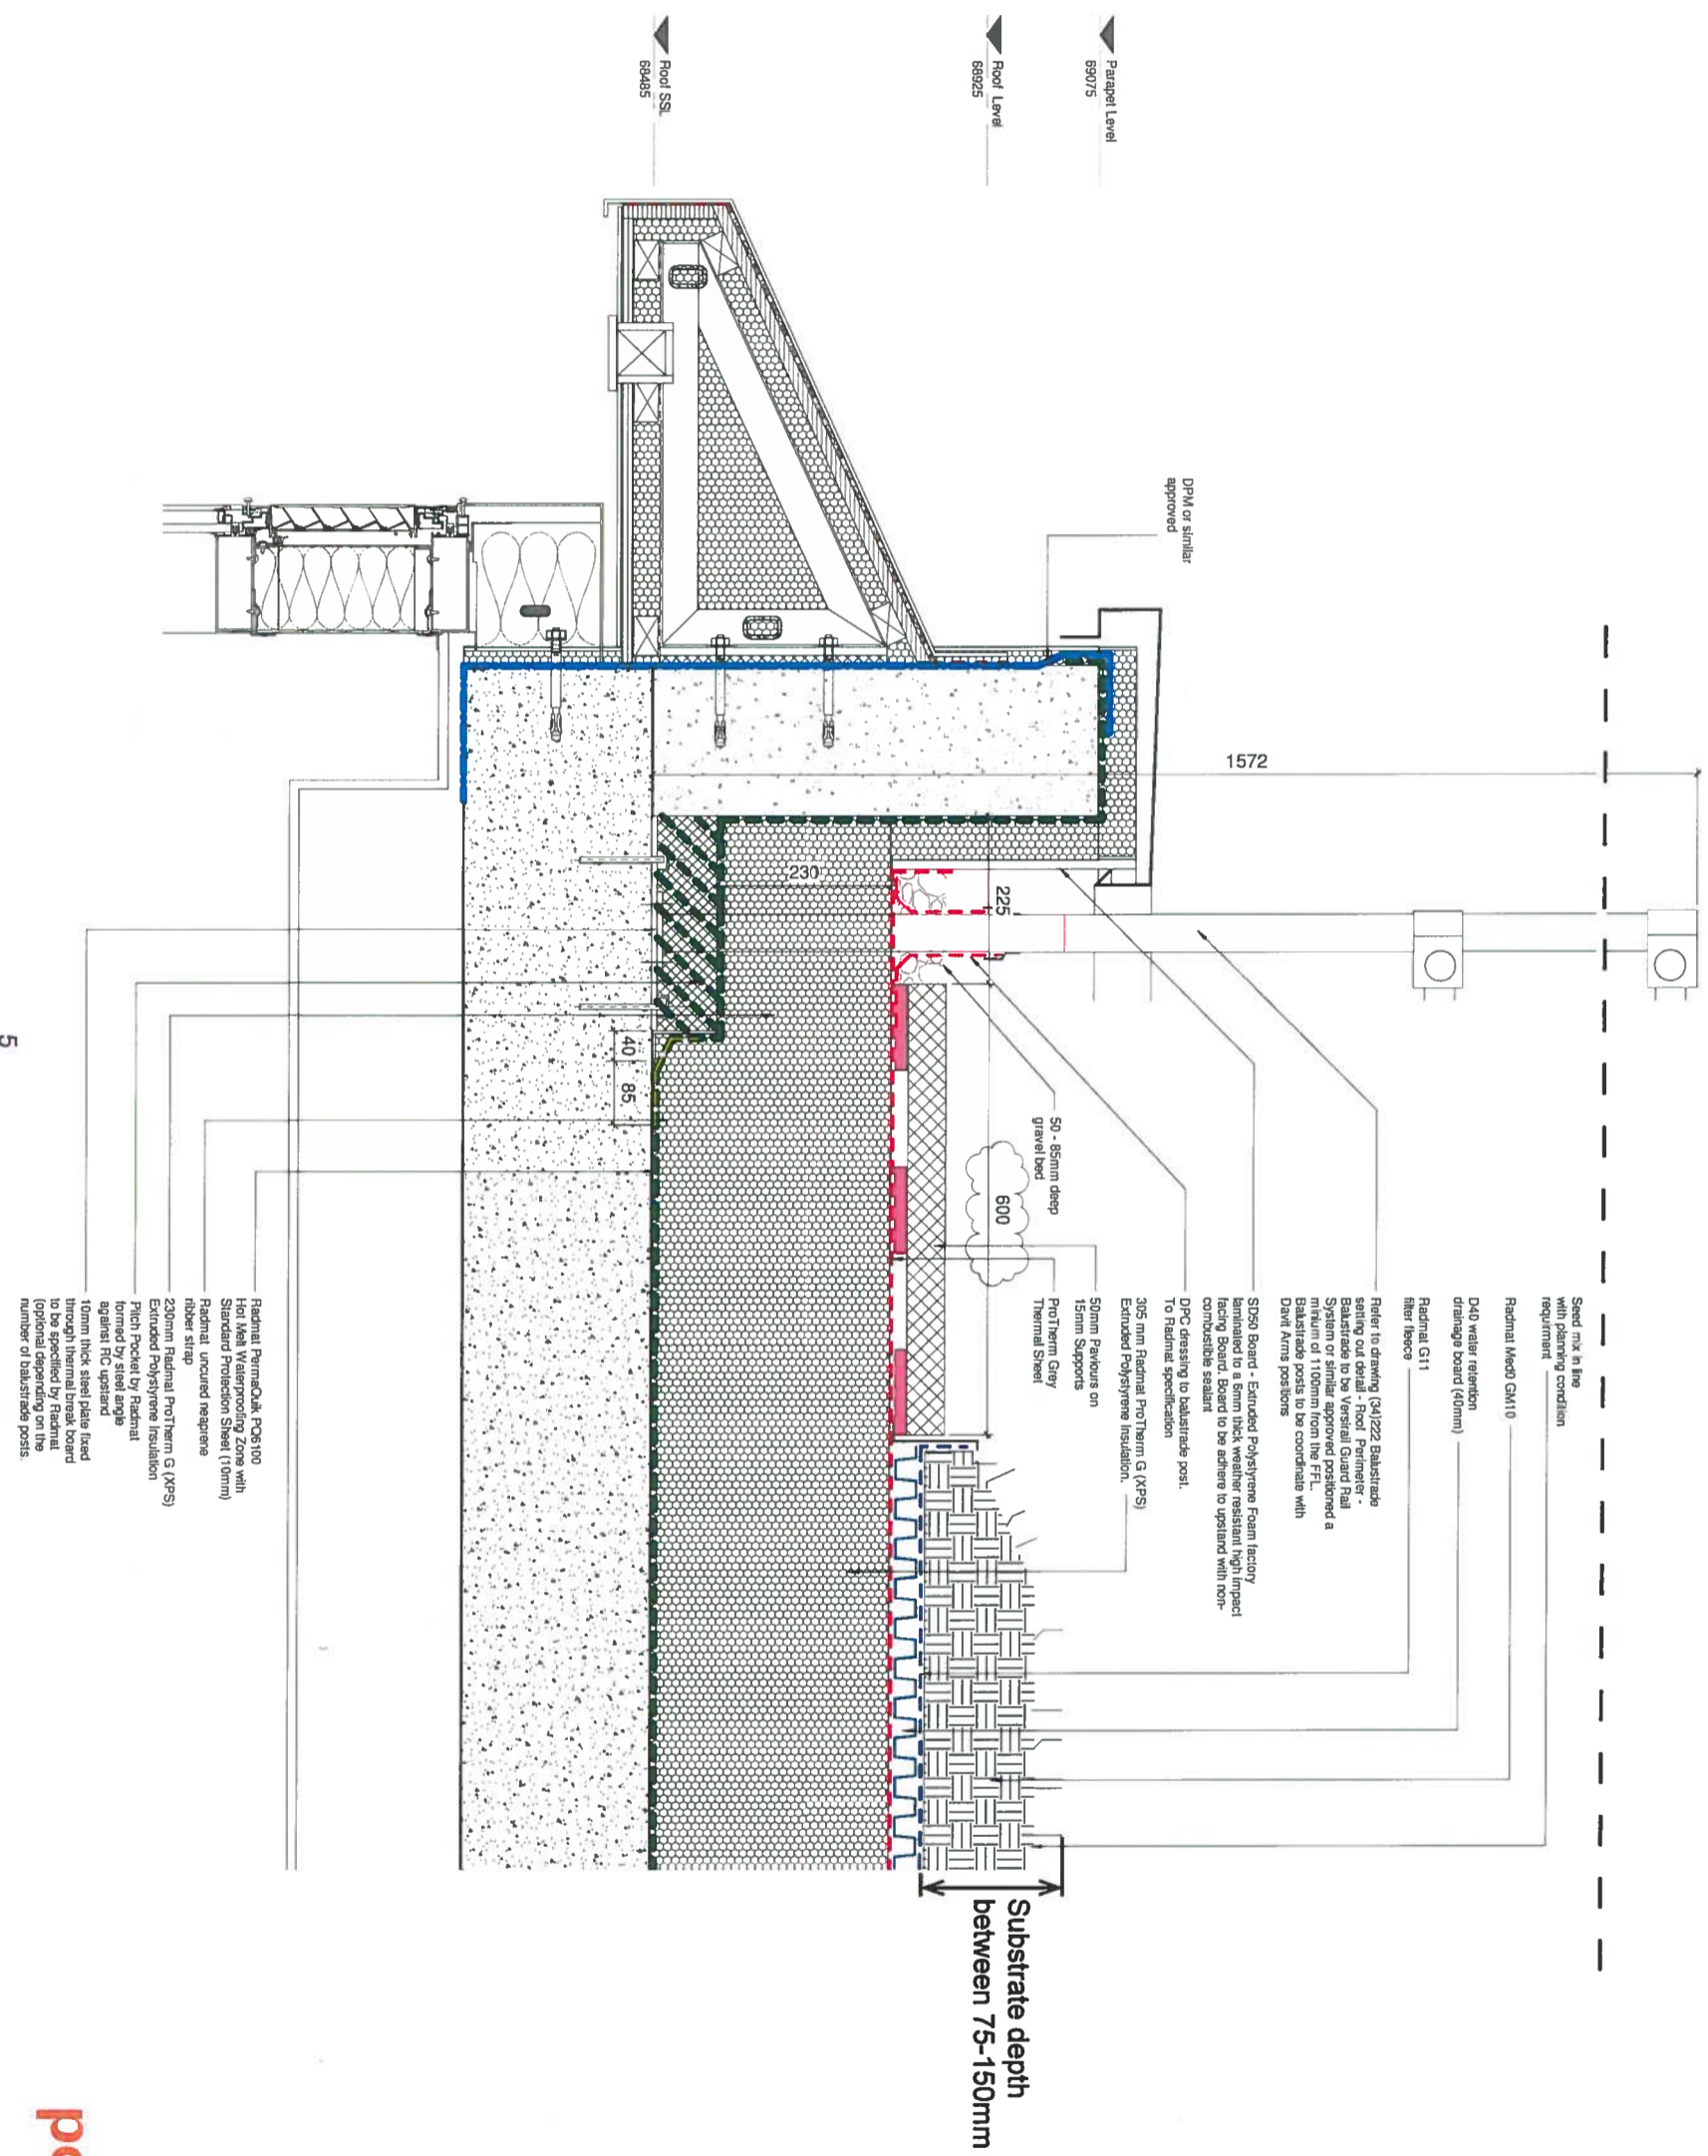 Parapet Level
69075
Roof Level
68925
Roof SSL
68485
DPM or similar
approved
1572
230
225
600
40
85
Seed mix in line
with planning condition
requirment
Radmat MedO GM10
D40 water retention
drainage board (40mm)
Radmat G11
filter fleece
Refer to drawing (34)222 Balustrade
setting out detail - Roof Perimeter -
Balustrade to be Versirail Guard Rail
System or similar approved positioned a
minium of 1100mm from the FFL.
Balustrade posts to be coordinate with
Davit Arms positions
SD50 Board - Extruded Polystyrene Foam factory
laminated to a 6mm thick weather resistant high impact
facing Board. Board to be adhere to upstand with non-
combustible sealant
DPC dressing to balustrade post.
To Radmat specification
305 mm Radmat ProTherm G (XPS)
Extruded Polystyrene Insulation.
50mm Paviours on
15mm Supports
50 - 85mm deep
gravel bed
ProTherm Grey
Thermal Sheet
Substrate depth
between 75-150mm
Radmat PermaQuik PQ6100
Hot Melt Waterproofing Zone with
Standard Protection Sheet (10mm)
Radmat uncured neaprene
ribber strap
230mm Radmat ProTherm G (XPS)
Extruded Polystyrene Insulation
Pitch Pocket by Radmat
formed by steel angle
against RC upstand
10mm thick steel plate fixed
through thermal break board
to be specified by Radmat
(optional depending on the
number of balustrade posts.
5